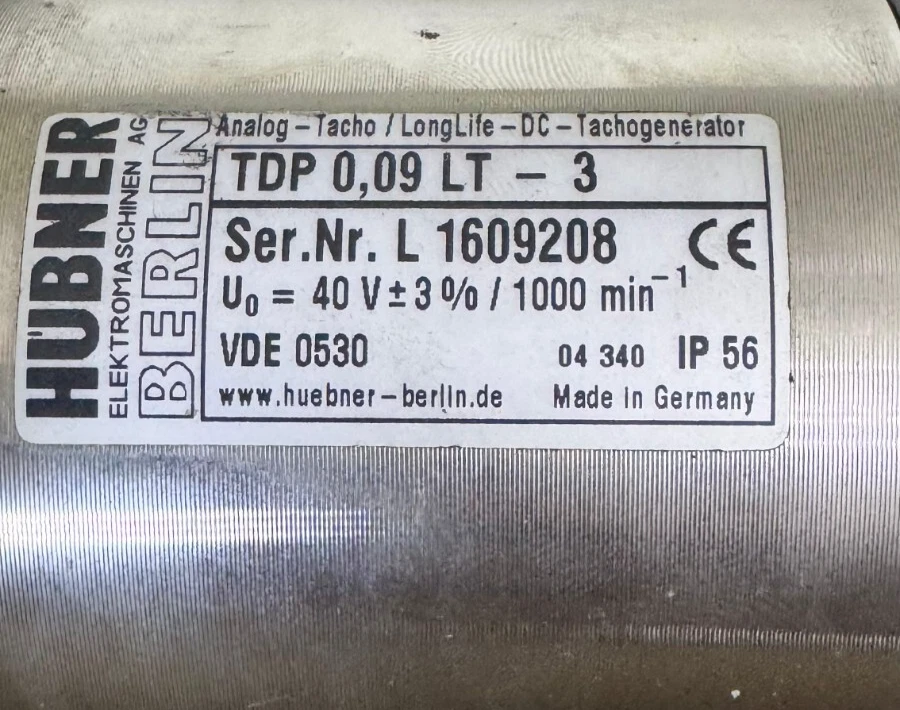 HÜBNER
ELEKTROMASCHINEN AG
BERLIN
Analog-Tacho / LongLife-DC-Tachogenerator
TDP 0,09 LT - 3
Ser.Nr. L 1609208 CE
U₀ = 40 V ± 3 % / 1000 min⁻¹
VDE 0530 04 340 IP 56
www.huebner-berlin.de Made in Germany